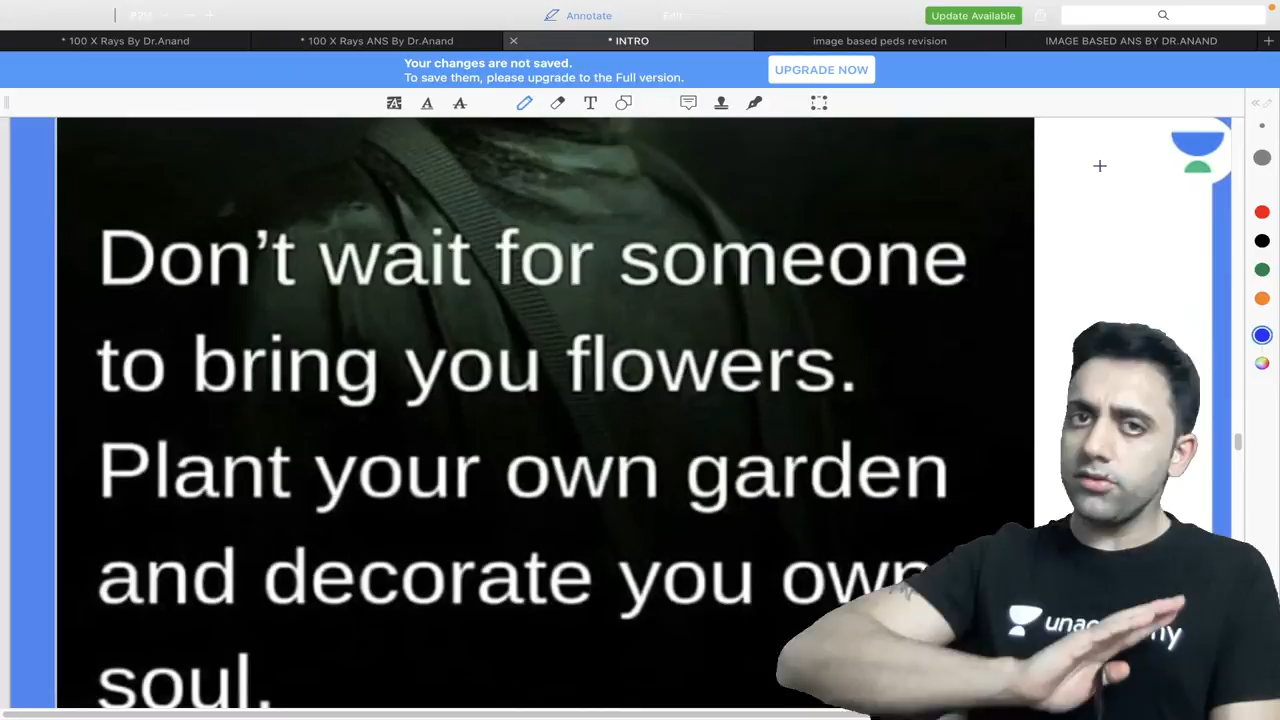 Annotate
Edit
Update Available
* 100 X Rays By Dr.Anand
* 100 X Rays ANS By Dr.Anand
* INTRO
image based peds revision
IMAGE BASED ANS BY DR.ANAND
Your changes are not saved.
To save them, please upgrade to the Full version.
UPGRADE NOW
Don't wait for someone
to bring you flowers.
Plant your own garden
and decorate you own
soul.